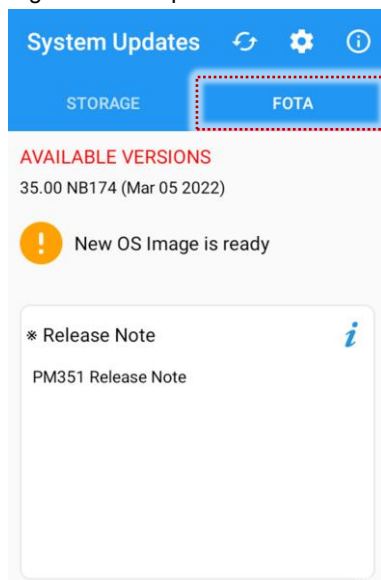 System Updates
STORAGE
FOTA
AVAILABLE VERSIONS
35.00 NB174 (Mar 05 2022)
! New OS Image is ready
※ Release Note i
PM351 Release Note